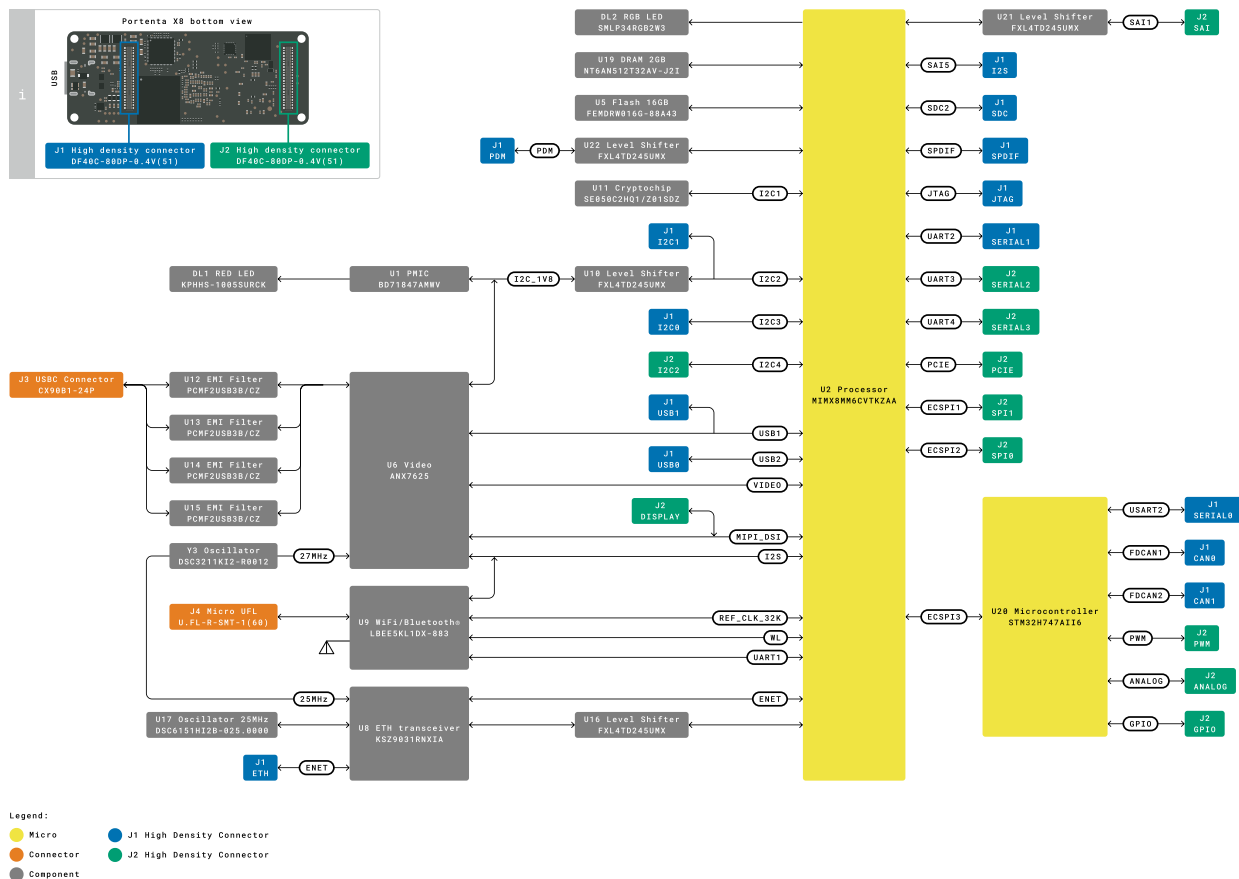 Portenta X8 bottom view
USB
i
J1 High density connector
DF40C-80DP-0.4V(51)
J2 High density connector
DF40C-80DP-0.4V(51)
DL2 RGB LED
SMLP34RGB2W3
U19 DRAM 2GB
NT6AN512T32AV-J2I
U5 Flash 16GB
FEMDRW016G-88A43
J1
PDM
PDM
U22 Level Shifter
FXL4TD245UMX
U11 Cryptochip
SE050C2HQ1/Z01SDZ
I2C1
J1
I2C1
DL1 RED LED
KPHHS-1005SURCK
U1 PMIC
BD71847AMWV
I2C_1V8
U10 Level Shifter
FXL4TD245UMX
I2C2
J1
I2C0
I2C3
J2
I2C2
I2C4
J3 USBC Connector
CX90B1-24P
U12 EMI Filter
PCMF2USB3B/CZ
U13 EMI Filter
PCMF2USB3B/CZ
U14 EMI Filter
PCMF2USB3B/CZ
U15 EMI Filter
PCMF2USB3B/CZ
Y3 Oscillator
DSC3211KI2-R0012
27MHz
U6 Video
ANX7625
J1
USB1
USB1
J1
USB0
USB2
VIDEO
J2
DISPLAY
MIPI_DSI
I2S
J4 Micro UFL
U.FL-R-SMT-1(60)
U9 WiFi/Bluetooth®
LBEE5KL1DX-883
REF_CLK_32K
WL
UART1
25MHz
U17 Oscillator 25MHz
DSC6151HI2B-025.0000
U8 ETH transceiver
KSZ9031RNXIA
ENET
U16 Level Shifter
FXL4TD245UMX
J1
ETH
ENET
U2 Processor
MIMX8MM6CVTKZAA
U21 Level Shifter
FXL4TD245UMX
SAI1
J2
SAI
SAI5
J1
I2S
SDC2
J1
SDC
SPDIF
J1
SPDIF
JTAG
J1
JTAG
UART2
J1
SERIAL1
UART3
J2
SERIAL2
UART4
J2
SERIAL3
PCIE
J2
PCIE
ECSPI1
J2
SPI1
ECSPI2
J2
SPI0
ECSPI3
U20 Microcontroller
STM32H747AII6
USART2
J1
SERIAL0
FDCAN1
J1
CAN0
FDCAN2
J1
CAN1
PWM
J2
PWM
ANALOG
J2
ANALOG
GPIO
J2
GPIO
Legend:
Micro
Connector
Component
J1 High Density Connector
J2 High Density Connector